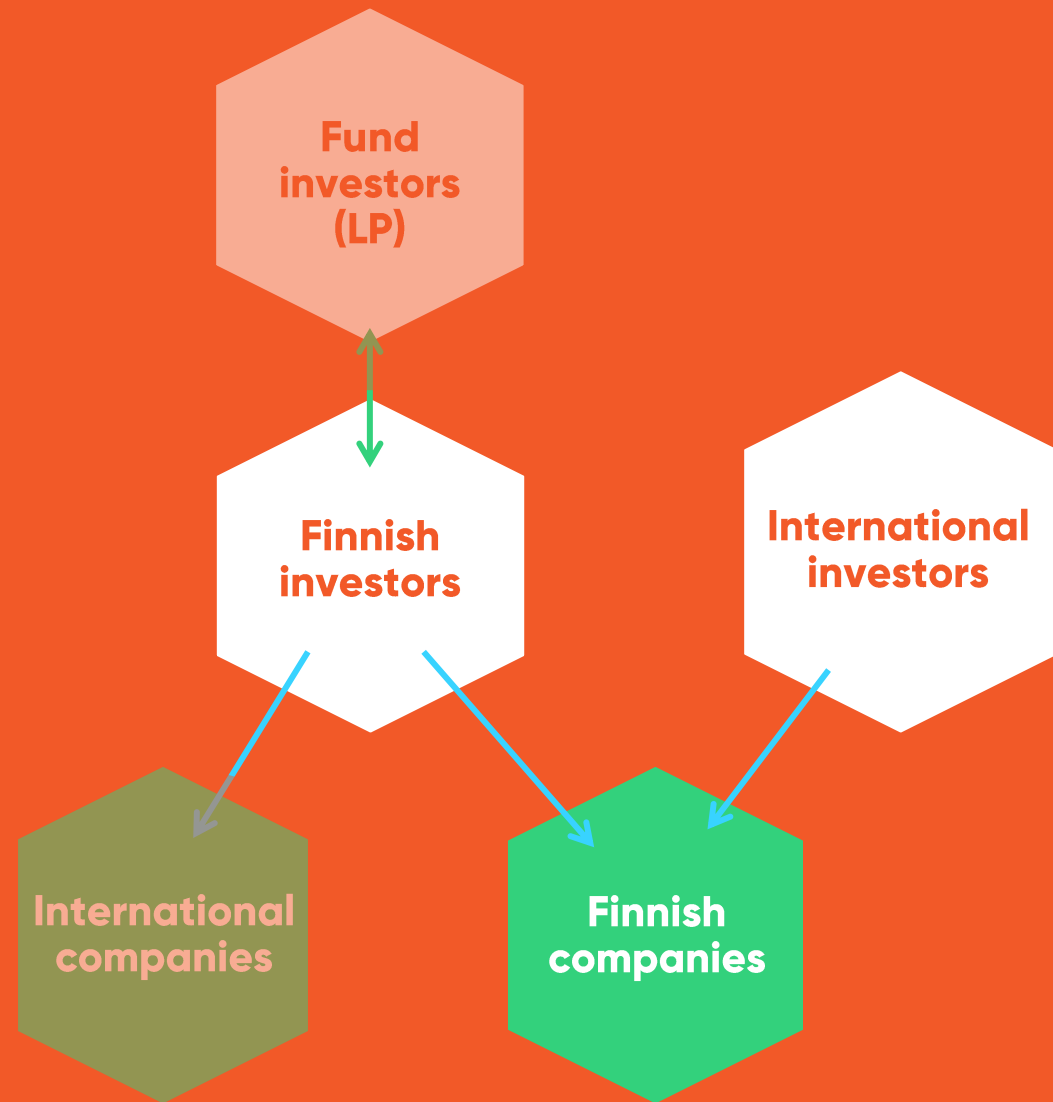 Fund
investors
(LP)
Finnish
investors
International
investors
International
companies
Finnish
companies